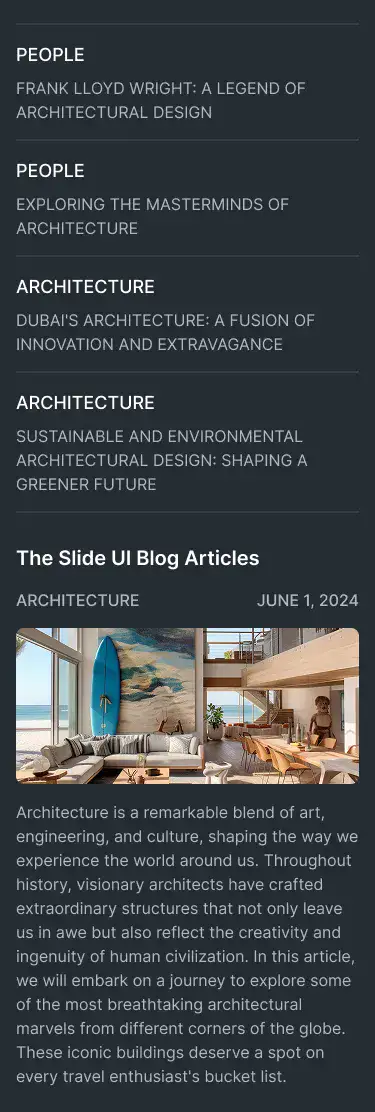 PEOPLE
FRANK LLOYD WRIGHT: A LEGEND OF
ARCHITECTURAL DESIGN
PEOPLE
EXPLORING THE MASTERMINDS OF
ARCHITECTURE
ARCHITECTURE
DUBAI'S ARCHITECTURE: A FUSION OF
INNOVATION AND EXTRAVAGANCE
ARCHITECTURE
SUSTAINABLE AND ENVIRONMENTAL
ARCHITECTURAL DESIGN: SHAPING A
GREENER FUTURE
The Slide UI Blog Articles
ARCHITECTURE JUNE 1, 2024
Architecture is a remarkable blend of art,
engineering, and culture, shaping the way we
experience the world around us. Throughout
history, visionary architects have crafted
extraordinary structures that not only leave
us in awe but also reflect the creativity and
ingenuity of human civilization. In this article,
we will embark on a journey to explore some
of the most breathtaking architectural
marvels from different corners of the globe.
These iconic buildings deserve a spot on
every travel enthusiast's bucket list.